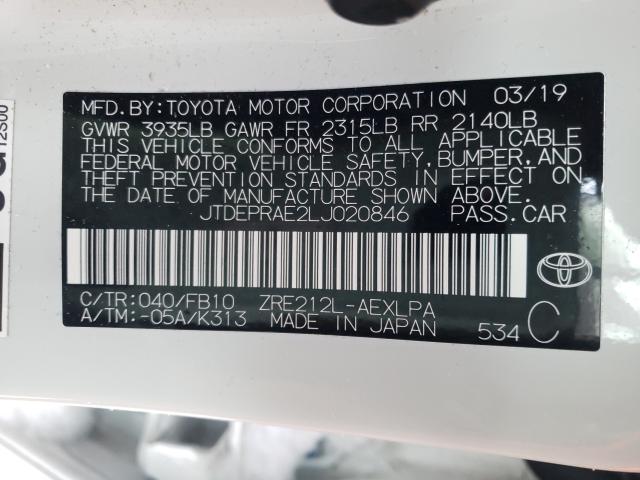 MFD.BY:TOYOTA MOTOR CORPORATION 03/19
GVWR 3935LB GAWR FR 2315LB RR 2140LB
THIS VEHICLE CONFORMS TO ALL APPLICABLE
FEDERAL MOTOR VEHICLE SAFETY, BUMPER, AND
THEFT PREVENTION STANDARDS IN EFFECT ON
THE DATE OF MANUFACTURE SHOWN ABOVE.
JTDEPRAE2LJ020846 PASS.CAR
C/TR:040/FB10 ZRE212L-AEXLPA
A/TM:-05A/K313 MADE IN JAPAN 534 C
12S00